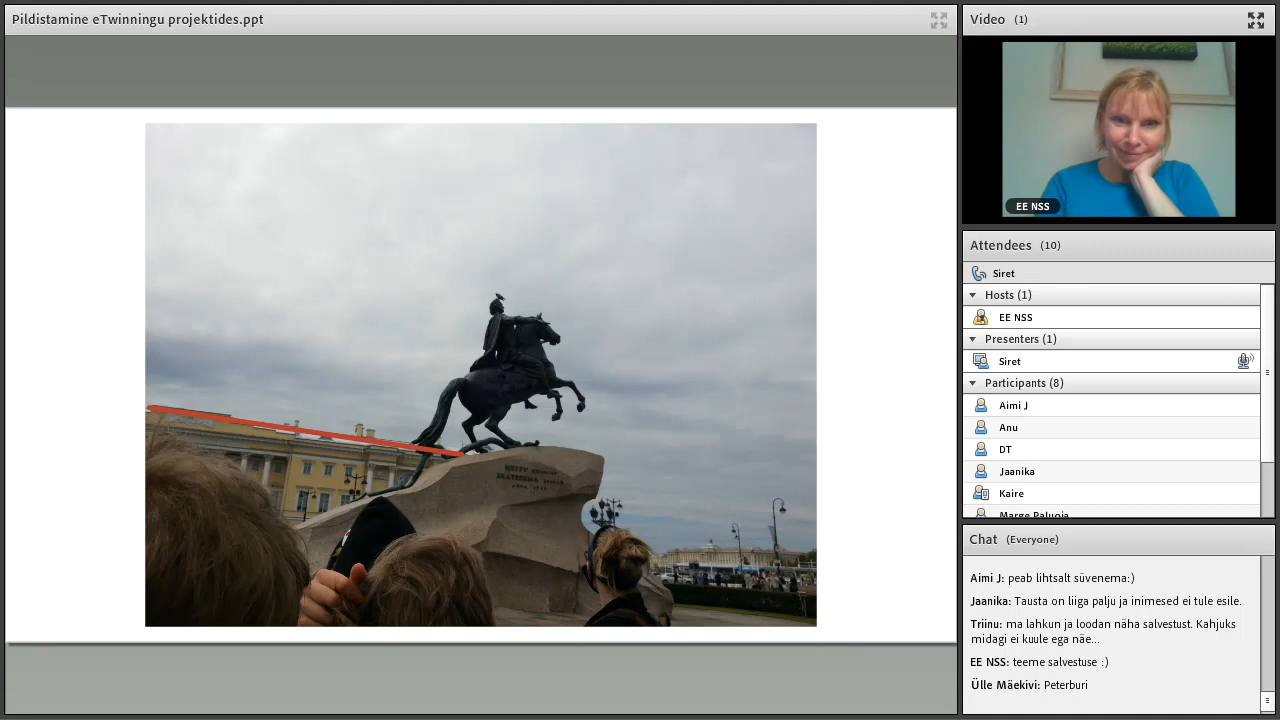 Pildistamine eTwinningu projektides.ppt
Video (1)
EE NSS
Attendees (10)
Siret
Hosts (1)
EE NSS
Presenters (1)
Siret
Participants (8)
Aimi J
Anu
DT
Jaanika
Kaire
Marge Paluoja
Chat (Everyone)
Aimi J: peab lihtsalt süvenema:)
Jaanika: Tausta on liiga palju ja inimesed ei tule esile.
Triinu: ma lahkun ja loodan näha salvestust. Kahjuks
midagi ei kuule ega näe...
EE NSS: teeme salvestuse :)
Ülle Mäekivi: Peterburi